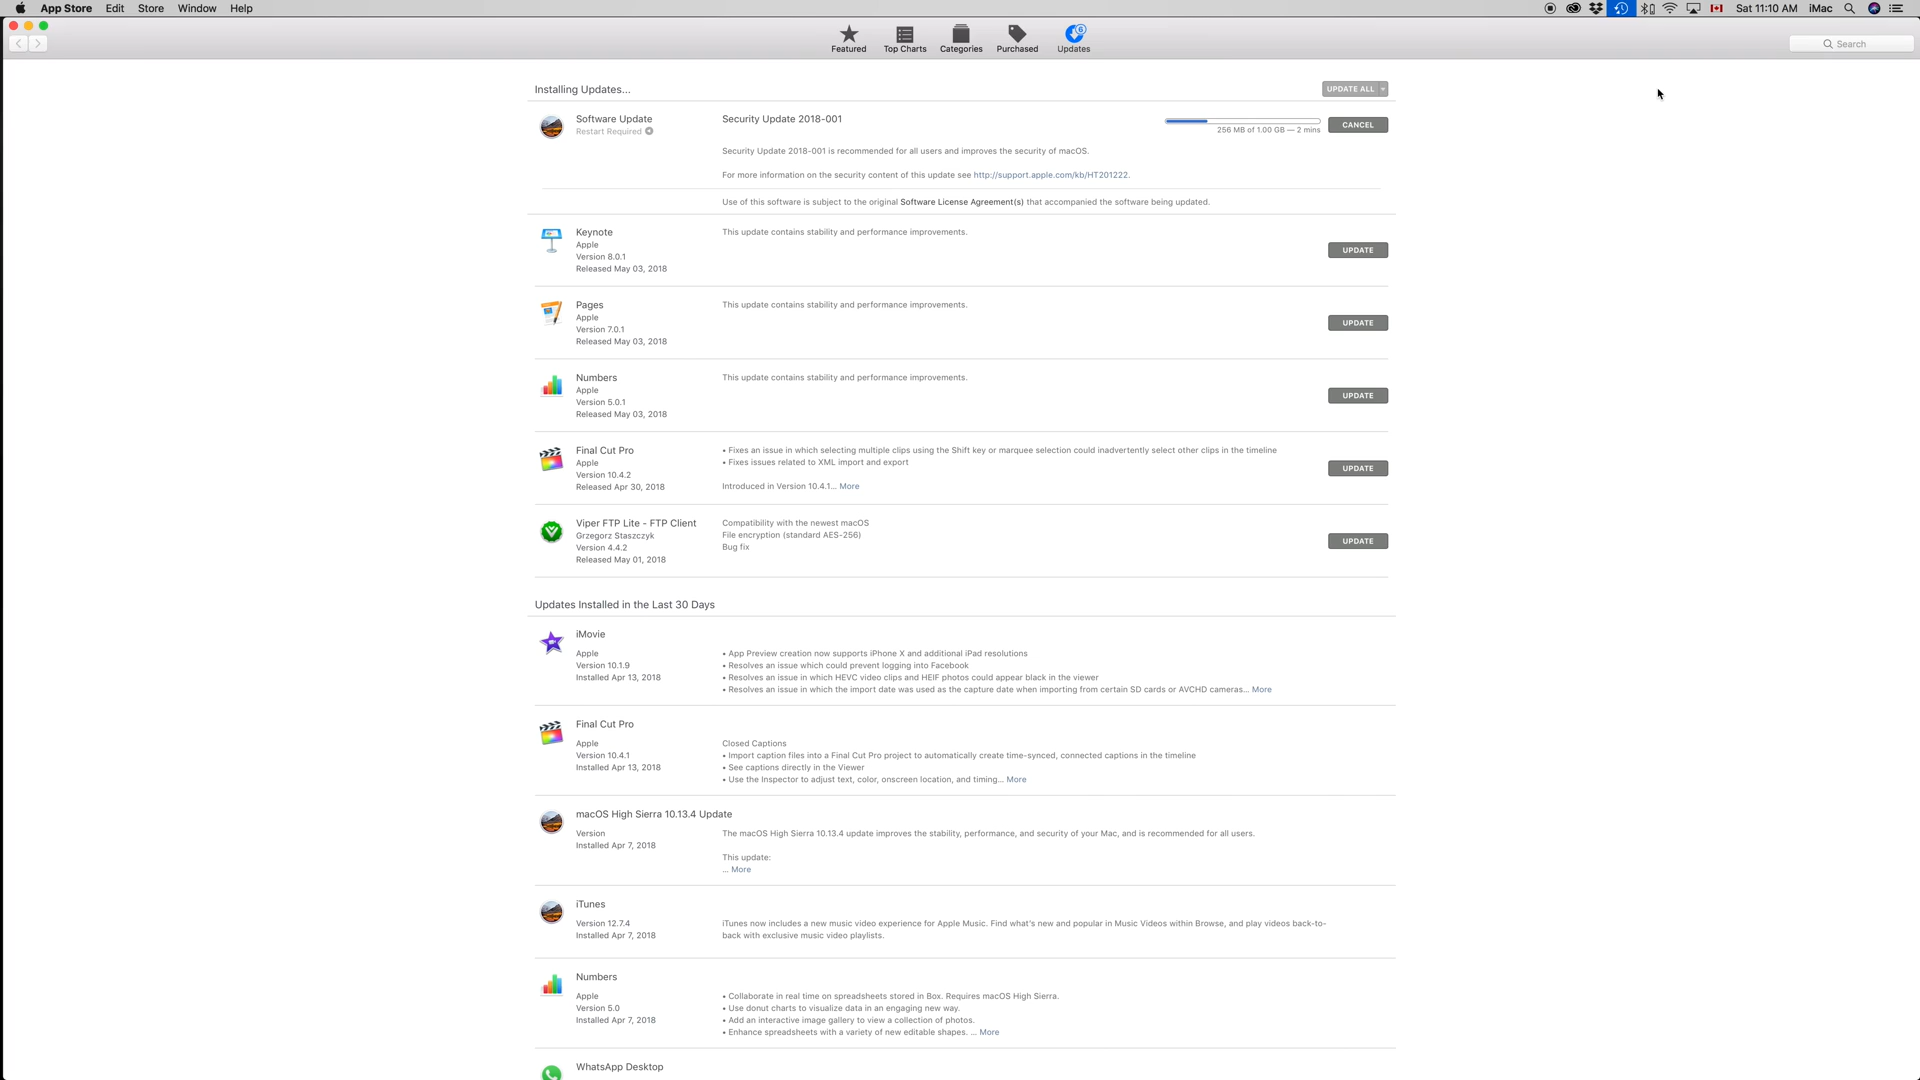 App Store Edit Store Window Help
Sat 11:10 AM iMac
Featured Top Charts Categories Purchased Updates
6
Search
Installing Updates...
UPDATE ALL
Software Update
Restart Required
Security Update 2018-001
256 MB of 1.00 GB — 2 mins
CANCEL
Security Update 2018-001 is recommended for all users and improves the security of macOS.
For more information on the security content of this update see http://support.apple.com/kb/HT201222.
Use of this software is subject to the original Software License Agreement(s) that accompanied the software being updated.
Keynote
Apple
Version 8.0.1
Released May 03, 2018
This update contains stability and performance improvements.
UPDATE
Pages
Apple
Version 7.0.1
Released May 03, 2018
This update contains stability and performance improvements.
UPDATE
Numbers
Apple
Version 5.0.1
Released May 03, 2018
This update contains stability and performance improvements.
UPDATE
Final Cut Pro
Apple
Version 10.4.2
Released Apr 30, 2018
• Fixes an issue in which selecting multiple clips using the Shift key or marquee selection could inadvertently select other clips in the timeline
• Fixes issues related to XML import and export
Introduced in Version 10.4.1... More
UPDATE
Viper FTP Lite - FTP Client
Grzegorz Staszczyk
Version 4.4.2
Released May 01, 2018
Compatibility with the newest macOS
File encryption (standard AES-256)
Bug fix
UPDATE
Updates Installed in the Last 30 Days
iMovie
Apple
Version 10.1.9
Installed Apr 13, 2018
• App Preview creation now supports iPhone X and additional iPad resolutions
• Resolves an issue which could prevent logging into Facebook
• Resolves an issue in which HEVC video clips and HEIF photos could appear black in the viewer
• Resolves an issue in which the import date was used as the capture date when importing from certain SD cards or AVCHD cameras... More
Final Cut Pro
Apple
Version 10.4.1
Installed Apr 13, 2018
Closed Captions
• Import caption files into a Final Cut Pro project to automatically create time-synced, connected captions in the timeline
• See captions directly in the Viewer
• Use the Inspector to adjust text, color, onscreen location, and timing... More
macOS High Sierra 10.13.4 Update
Version
Installed Apr 7, 2018
The macOS High Sierra 10.13.4 update improves the stability, performance, and security of your Mac, and is recommended for all users.
This update:
... More
iTunes
Version 12.7.4
Installed Apr 7, 2018
iTunes now includes a new music video experience for Apple Music. Find what's new and popular in Music Videos within Browse, and play videos back-to-
back with exclusive music video playlists.
Numbers
Apple
Version 5.0
Installed Apr 7, 2018
• Collaborate in real time on spreadsheets stored in Box. Requires macOS High Sierra.
• Use donut charts to visualize data in an engaging new way.
• Add an interactive image gallery to view a collection of photos.
• Enhance spreadsheets with a variety of new editable shapes. ... More
WhatsApp Desktop